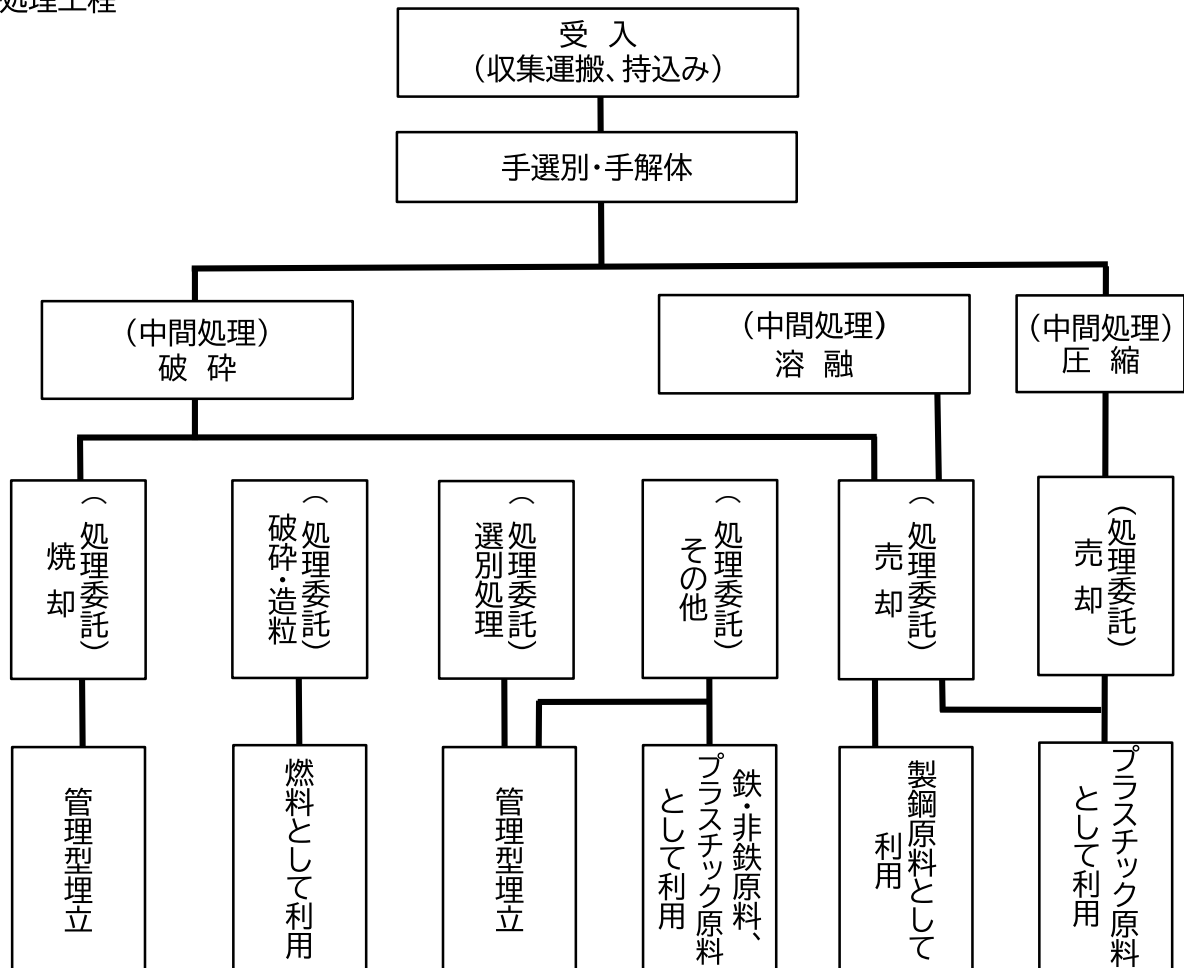 処理工程
受 入
（収集運搬、持込み）
手選別・手解体
（中間処理）
破 砕
（中間処理）
溶 融
（中間処理）
圧 縮
（処理委託）
焼 却
（処理委託）
破砕・造粒
（処理委託）
選別処理
（処理委託）
その他
（処理委託）
売 却
（処理委託）
売 却
管理型埋立
燃料として利用
管理型埋立
鉄・非鉄原料、
プラスチック原料
として利用
製鋼原料として
利用
プラスチック原料
として利用